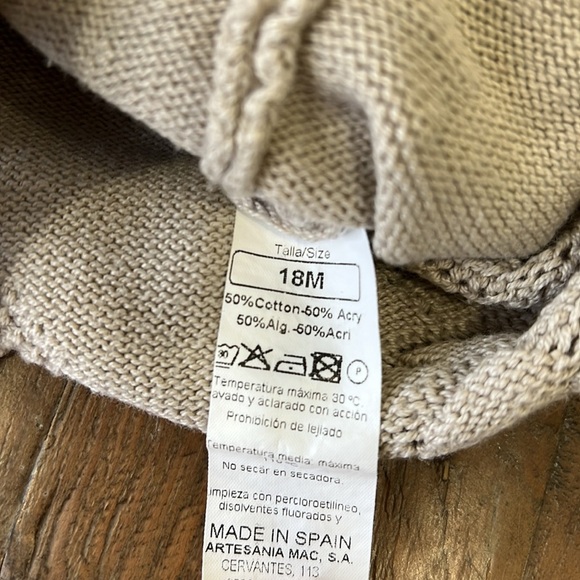 Talla/Size
18M
50%Cotton-50% Acry
50%Alg.-50%Acri
30 P
Temperatura máxima 30 ºC
avado y aclarado con acción
Prohibición de lejiado
Temperatura media: máxima
No secar en secadora
impieza con percloroetilineo,
disolventes fluorados y
MADE IN SPAIN
ARTESANIA MAC, S.A.
CERVANTES, 113